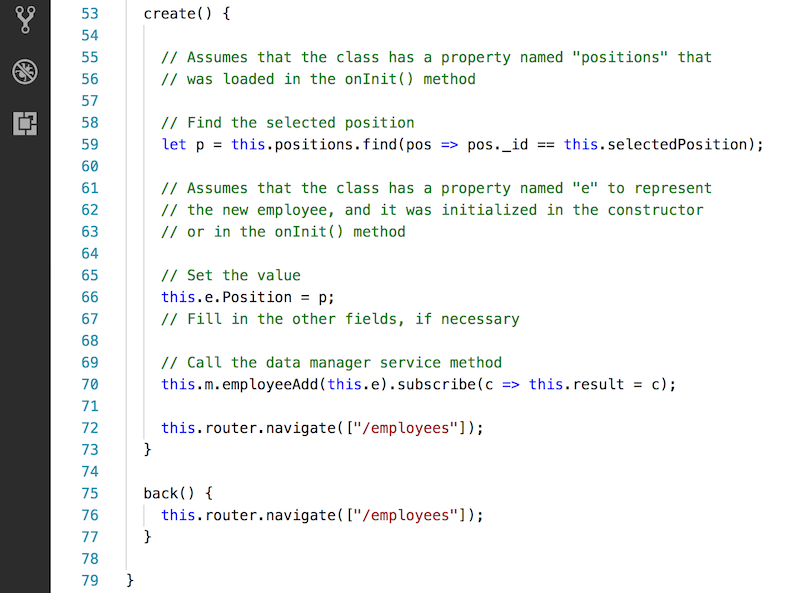 53 create() {
54
55 // Assumes that the class has a property named "positions" that
56 // was loaded in the onInit() method
57
58 // Find the selected position
59 let p = this.positions.find(pos => pos._id == this.selectedPosition);
60
61 // Assumes that the class has a property named "e" to represent
62 // the new employee, and it was initialized in the constructor
63 // or in the onInit() method
64
65 // Set the value
66 this.e.Position = p;
67 // Fill in the other fields, if necessary
68
69 // Call the data manager service method
70 this.m.employeeAdd(this.e).subscribe(c => this.result = c);
71
72 this.router.navigate(["/employees"]);
73 }
74
75 back() {
76 this.router.navigate(["/employees"]);
77 }
78
79 }